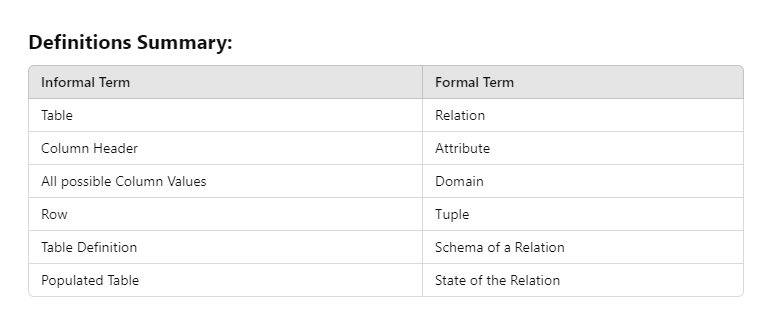 Definitions Summary:
Informal Term Formal Term
Table Relation
Column Header Attribute
All possible Column Values Domain
Row Tuple
Table Definition Schema of a Relation
Populated Table State of the Relation